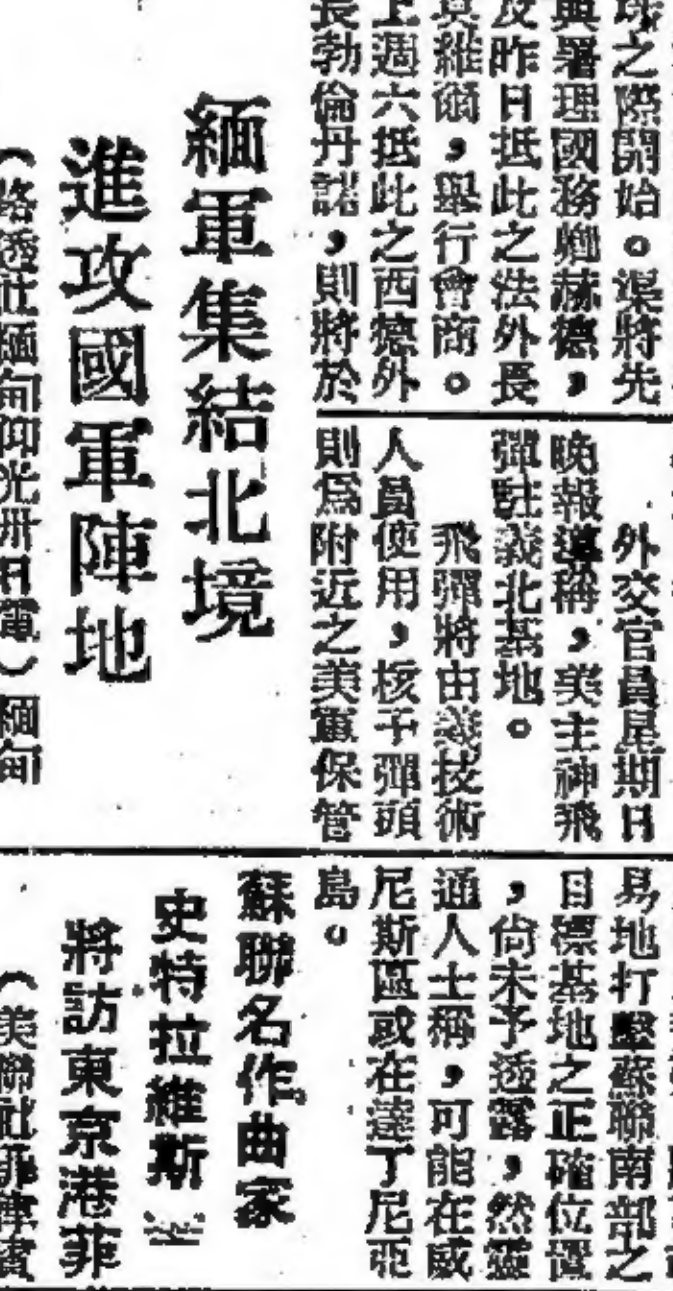 球之際開始。渠將先
與署理國務卿赫德,
及昨日抵此之法外長
莫維爾,舉行會商。
上週六抵此之西德外
長勃倫丹諾,則將於
外交官員星期日
晚報導稱,美主神飛
彈駐義北基地。
飛彈將由義技術
人員使用,核子彈頭
則爲附近之美軍保管
緬軍集結北境
進攻國軍陣地
(路透社緬甸仰光卅日電)緬甸
易地打擊蘇聯南部之
目標基地之正確位置
,尙未予透露,然靈
通人士稱,可能在威
尼斯區或在達丁尼亞
島。
蘇聯名作曲家
史特拉維斯
將訪東京港菲
(美聯社菲律賓